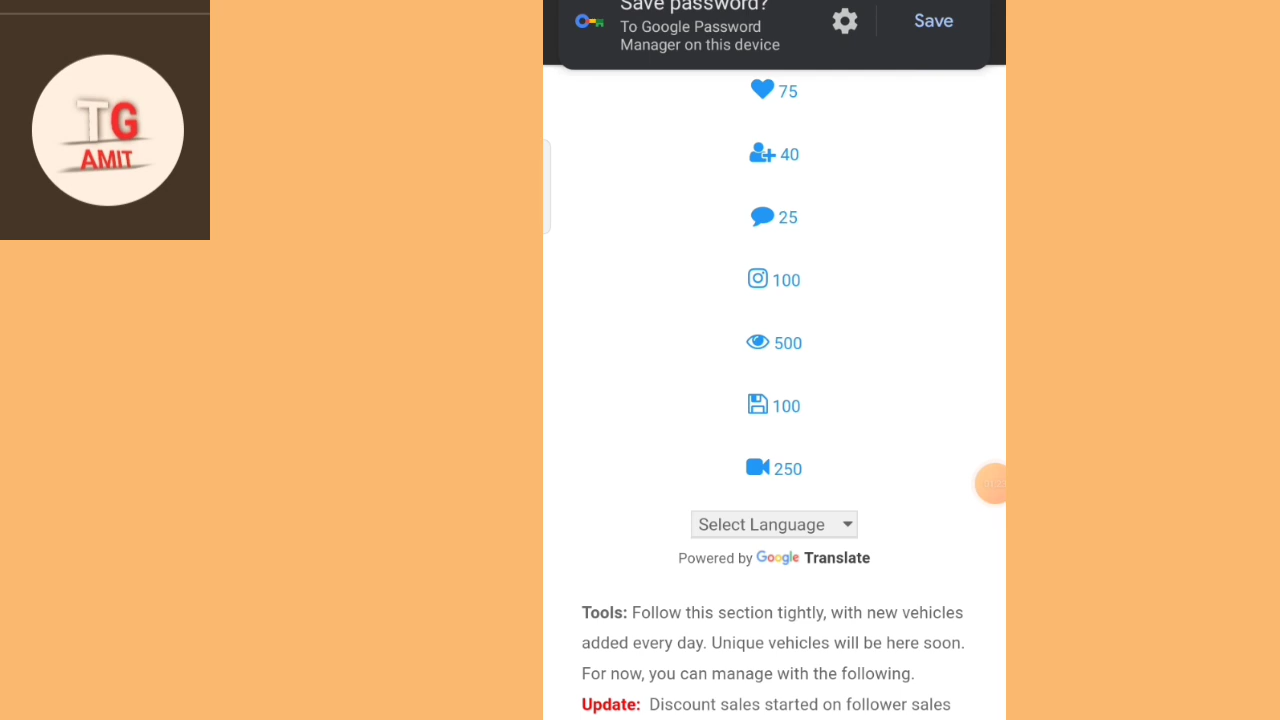 TG
AMIT
Save password?
To Google Password
Manager on this device
Save
75
40
25
100
500
100
250
Select Language
Powered by Google Translate
Tools: Follow this section tightly, with new vehicles
added every day. Unique vehicles will be here soon.
For now, you can manage with the following.
Update: Discount sales started on follower sales